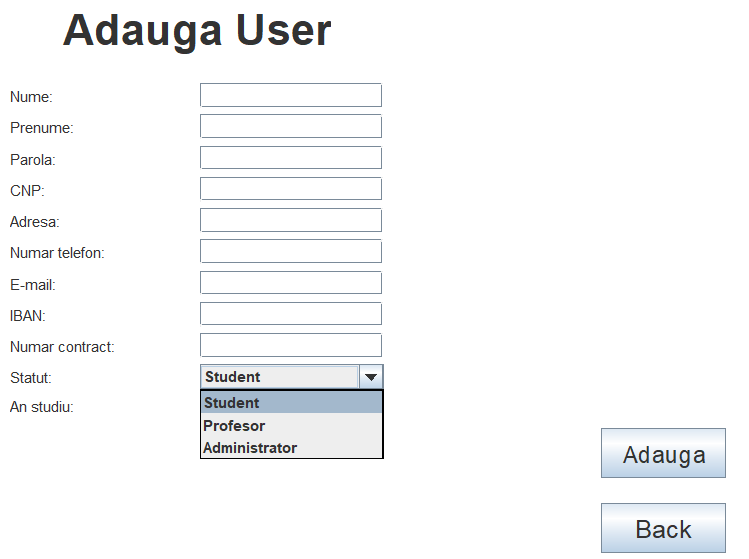 Adauga User
Nume:
Prenume:
Parola:
CNP:
Adresa:
Numar telefon:
E-mail:
IBAN:
Numar contract:
Statut: Student
Student
An studiu:
Profesor
Administrator
Adauga
Back